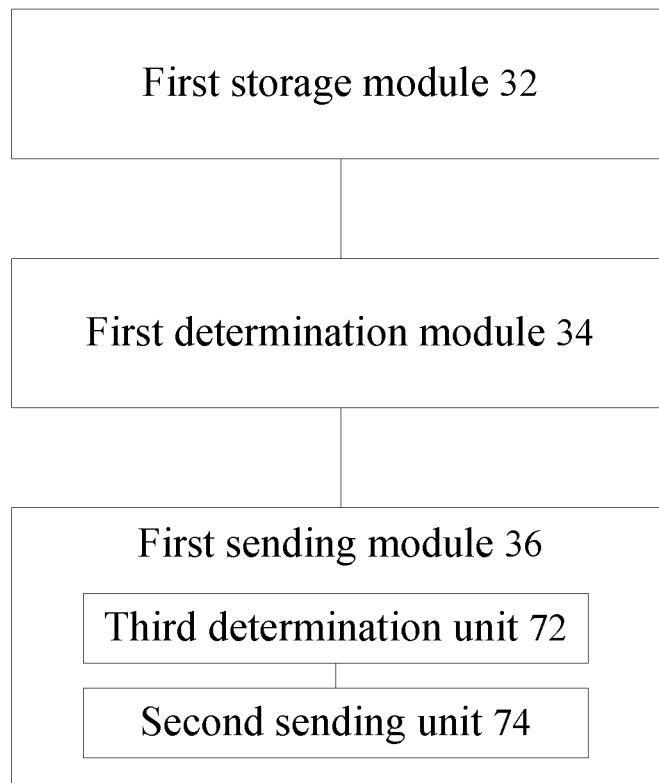 First storage module 32
First determination module 34
First sending module 36
Third determination unit 72
Second sending unit 74